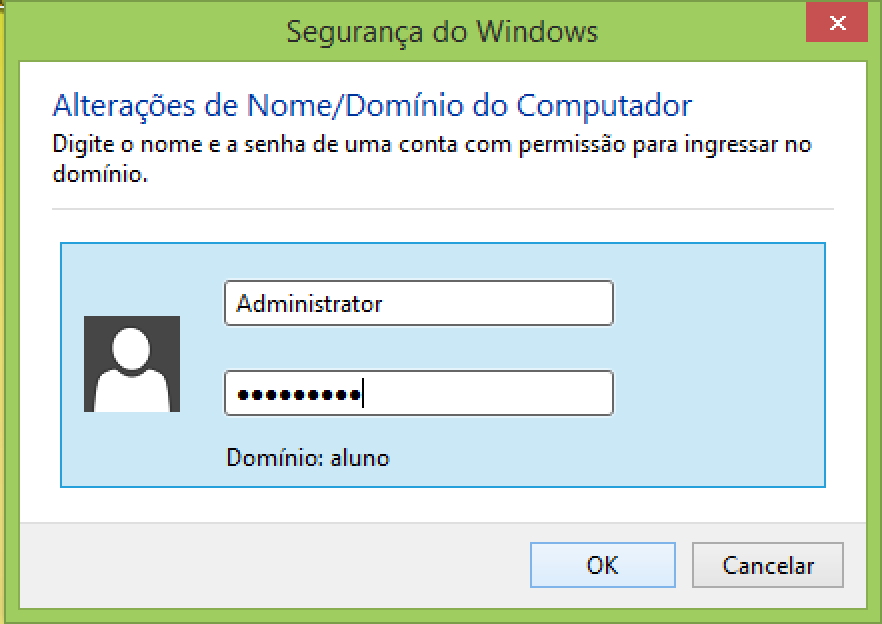 Segurança do Windows
Alterações de Nome/Domínio do Computador
Digite o nome e a senha de uma conta com permissão para ingressar no
domínio.
Administrator
●●●●●●●●●
Domínio: aluno
OK
Cancelar